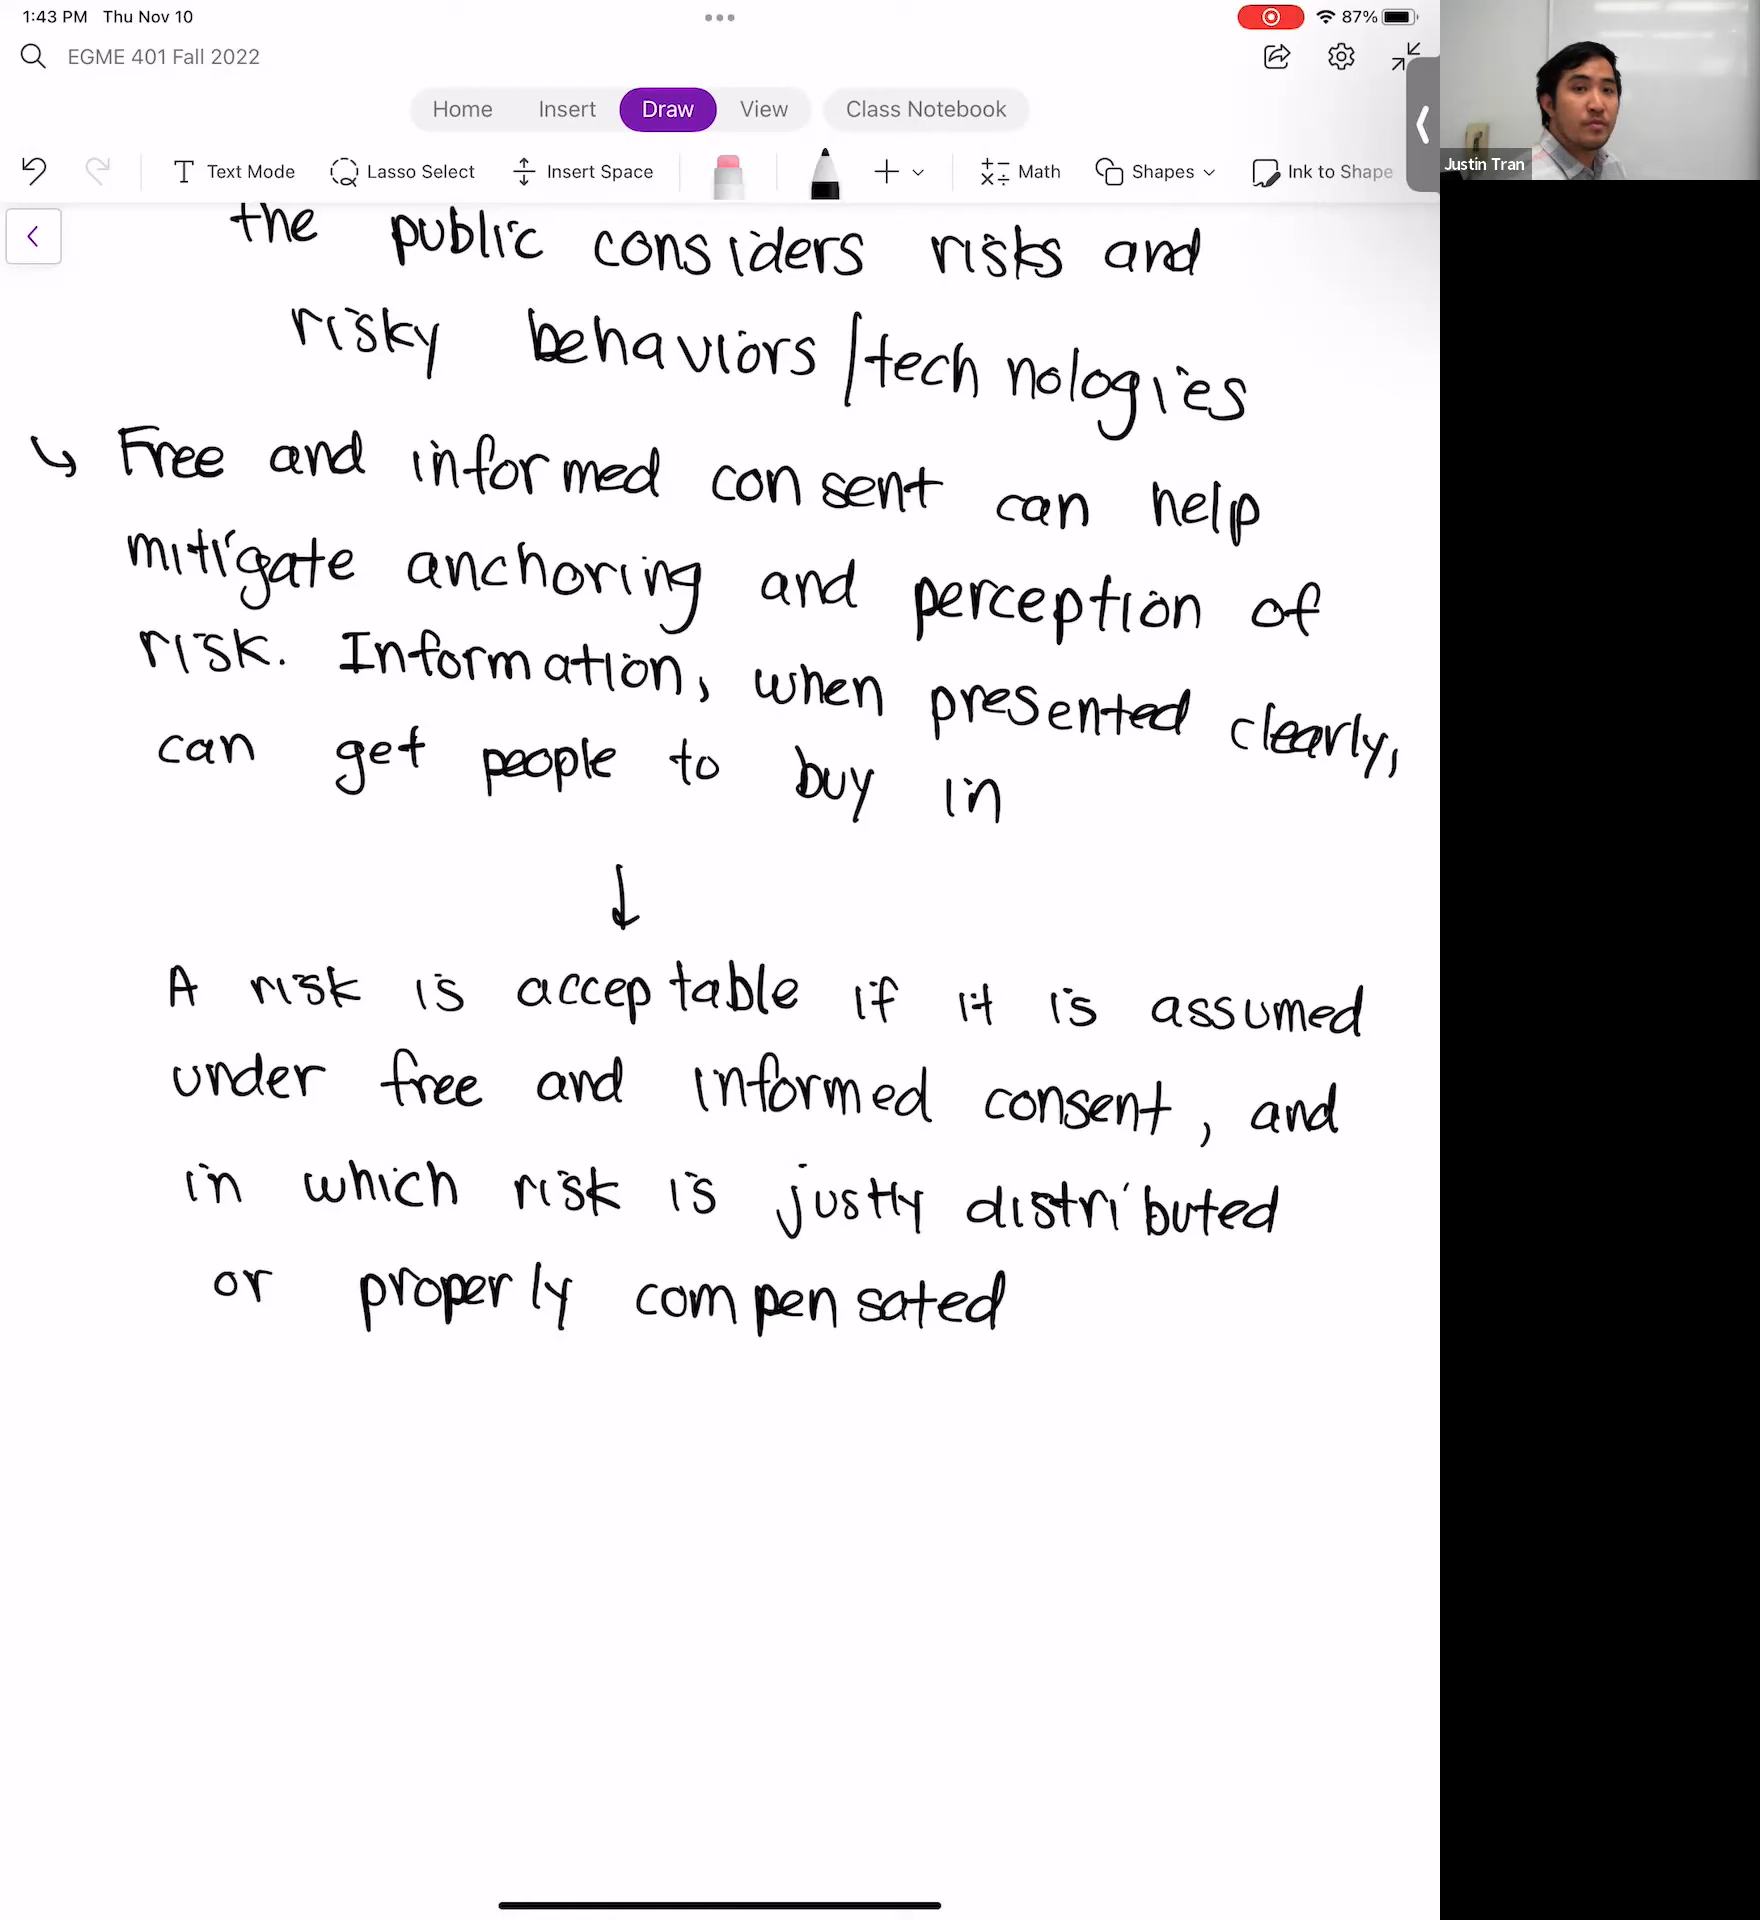 1:43 PM Thu Nov 10
87%
EGME 401 Fall 2022
Home Insert Draw View Class Notebook
Text Mode Lasso Select Insert Space Math Shapes Ink to Shape
Justin Tran
the public considers risks and
risky behaviors/technologies
↳ Free and informed consent can help
mitigate anchoring and perception of
risk. Information, when presented clearly,
can get people to buy in
↓
A risk is acceptable if it is assumed
under free and informed consent, and
in which risk is justly distributed
or properly compensated